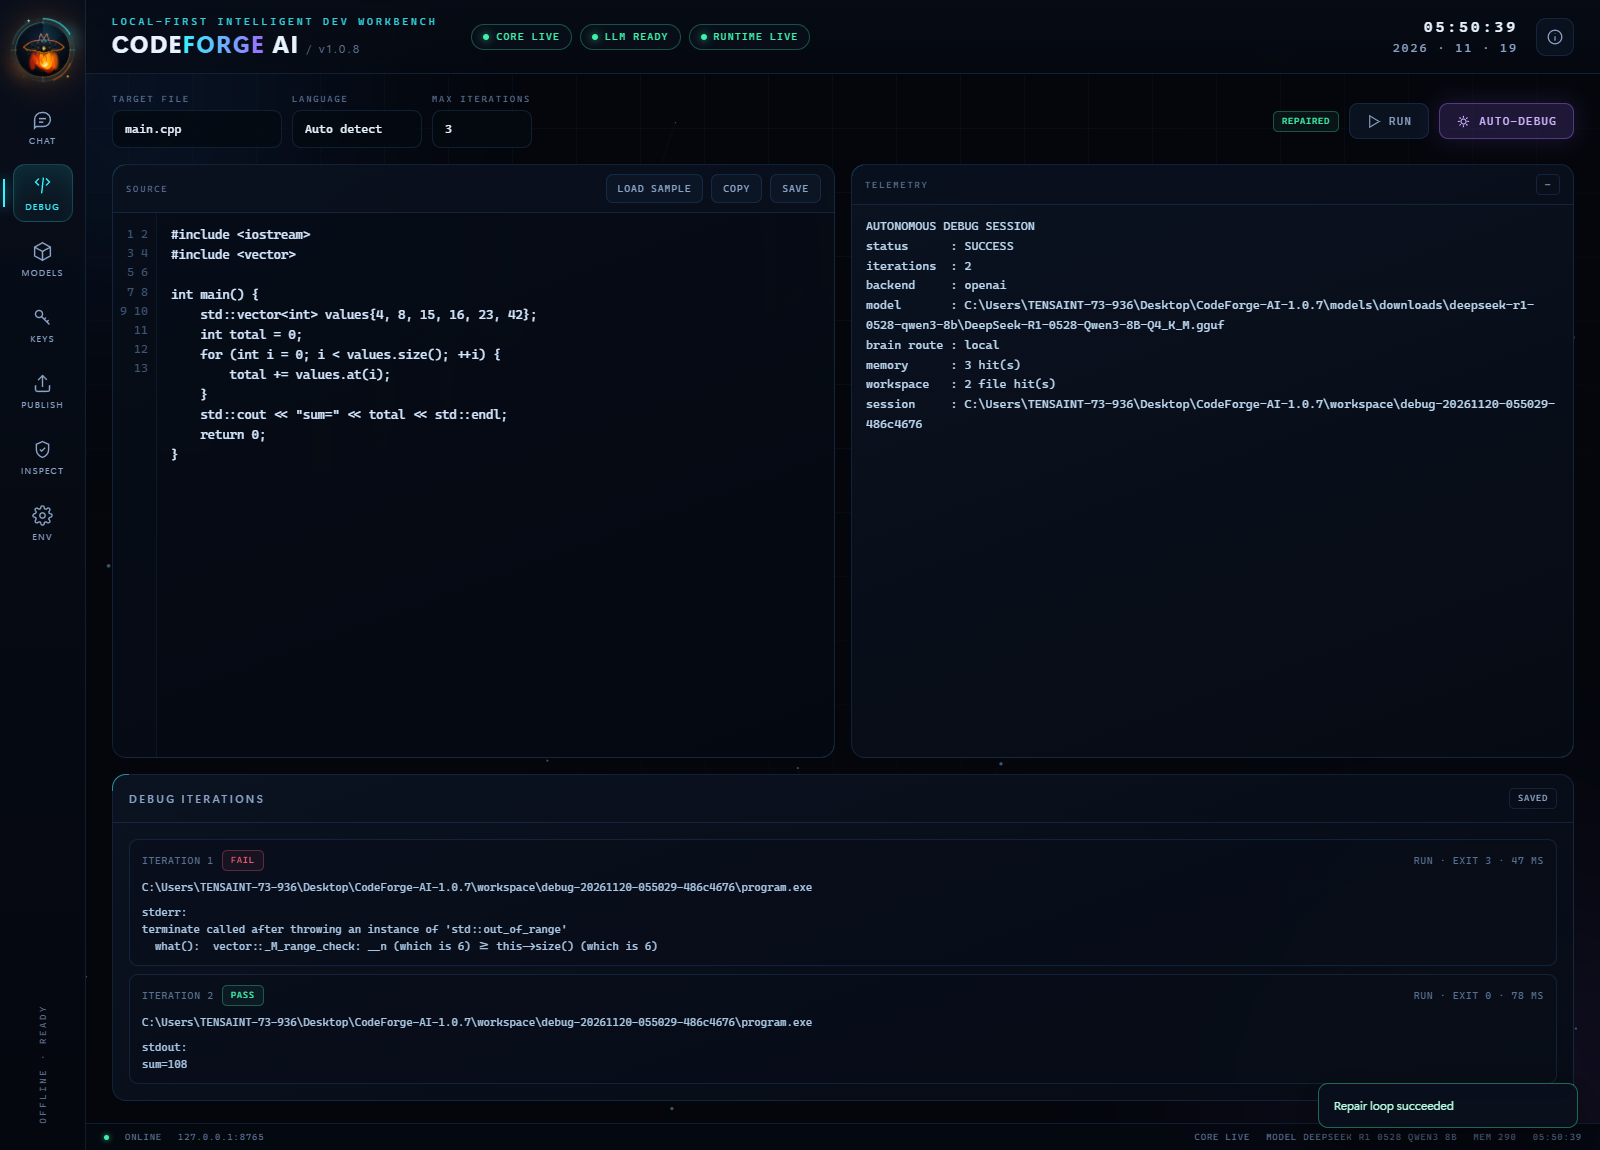 LOCAL-FIRST INTELLIGENT DEV WORKBENCH
CODEFORGE AI / v1.0.8
CORE LIVE
LLM READY
RUNTIME LIVE
05:50:39
2026 · 11 · 19
CHAT
DEBUG
MODELS
KEYS
PUBLISH
INSPECT
ENV
OFFLINE · READY
TARGET FILE
main.cpp
LANGUAGE
Auto detect
MAX ITERATIONS
3
REPAIRED
RUN
AUTO-DEBUG
SOURCE
LOAD SAMPLE
COPY
SAVE
1 2
3 4
5 6
7 8
9 10
11
12
13
#include <iostream>
#include <vector>
int main() {
std::vector<int> values{4, 8, 15, 16, 23, 42};
int total = 0;
for (int i = 0; i < values.size(); ++i) {
total += values.at(i);
}
std::cout << "sum=" << total << std::endl;
return 0;
}
TELEMETRY
−
AUTONOMOUS DEBUG SESSION
status : SUCCESS
iterations : 2
backend : openai
model : C:\Users\TENSAINT-73-936\Desktop\CodeForge-AI-1.0.7\models\downloads\deepseek-r1-
0528-qwen3-8b\DeepSeek-R1-0528-Qwen3-8B-Q4_K_M.gguf
brain route : local
memory : 3 hit(s)
workspace : 2 file hit(s)
session : C:\Users\TENSAINT-73-936\Desktop\CodeForge-AI-1.0.7\workspace\debug-20261120-055029-
486c4676
DEBUG ITERATIONS
SAVED
ITERATION 1 FAIL
RUN · EXIT 3 · 47 MS
C:\Users\TENSAINT-73-936\Desktop\CodeForge-AI-1.0.7\workspace\debug-20261120-055029-486c4676\program.exe
stderr:
terminate called after throwing an instance of 'std::out_of_range'
what(): vector::_M_range_check: __n (which is 6) >= this->size() (which is 6)
ITERATION 2 PASS
RUN · EXIT 0 · 78 MS
C:\Users\TENSAINT-73-936\Desktop\CodeForge-AI-1.0.7\workspace\debug-20261120-055029-486c4676\program.exe
stdout:
sum=108
Repair loop succeeded
ONLINE 127.0.0.1:8765
CORE LIVE MODEL DEEPSEEK R1 0528 QWEN3 8B MEM 290 05:50:39